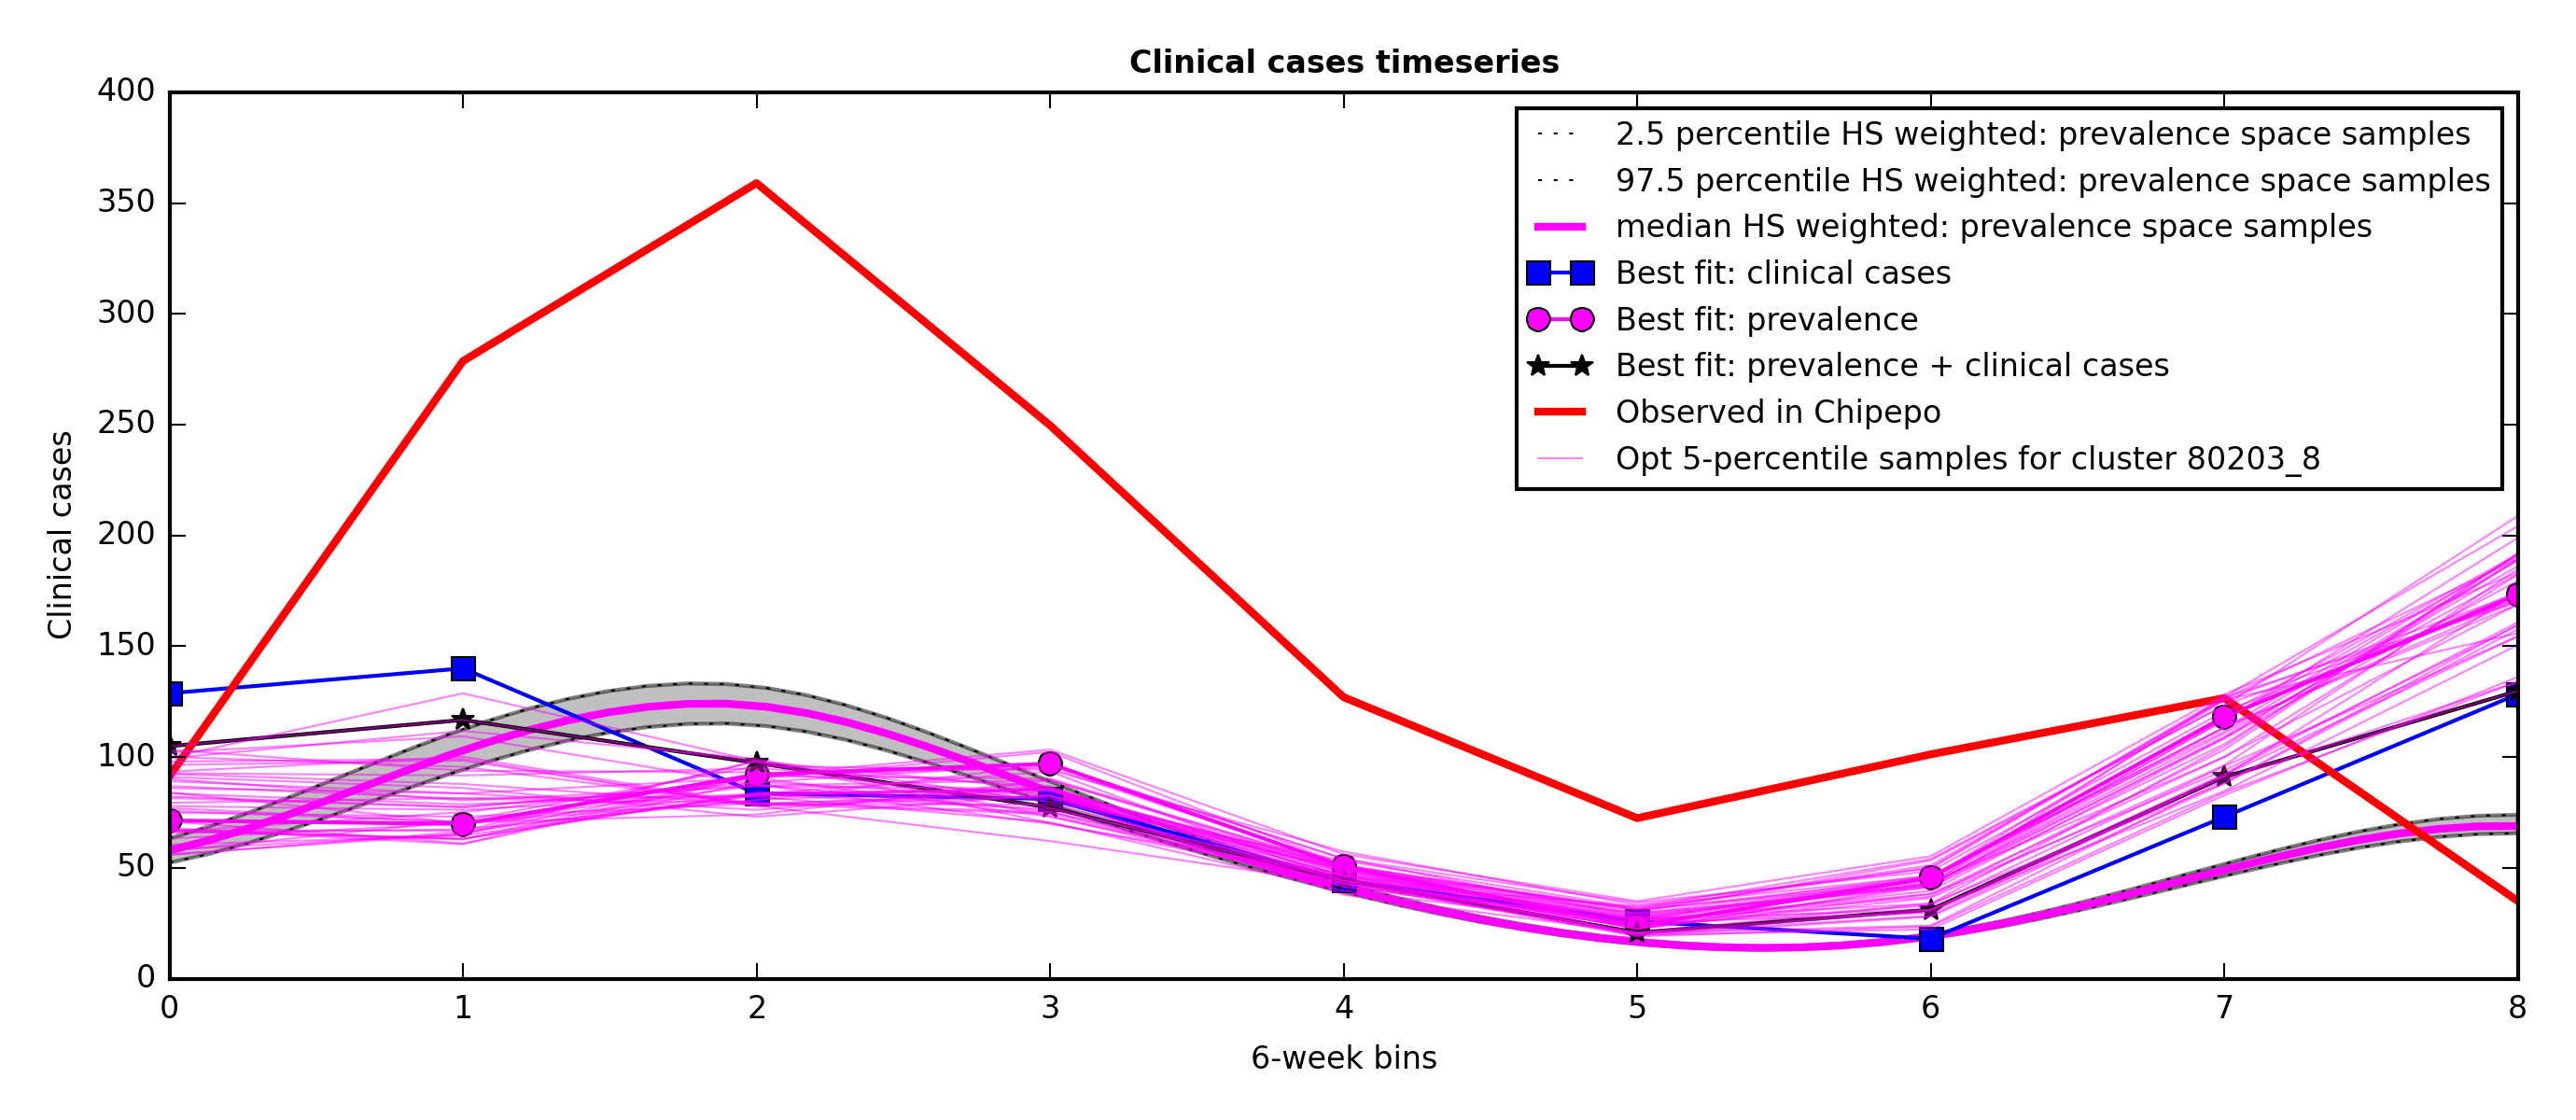 Clinical cases timeseries
400
350
300
250
200
150
100
50
0
Clinical cases
2.5 percentile HS weighted: prevalence space samples
97.5 percentile HS weighted: prevalence space samples
median HS weighted: prevalence space samples
Best fit: clinical cases
Best fit: prevalence
Best fit: prevalence + clinical cases
Observed in Chipepo
Opt 5-percentile samples for cluster 80203_8
0 1 2 3 4 5 6 7 8
6-week bins